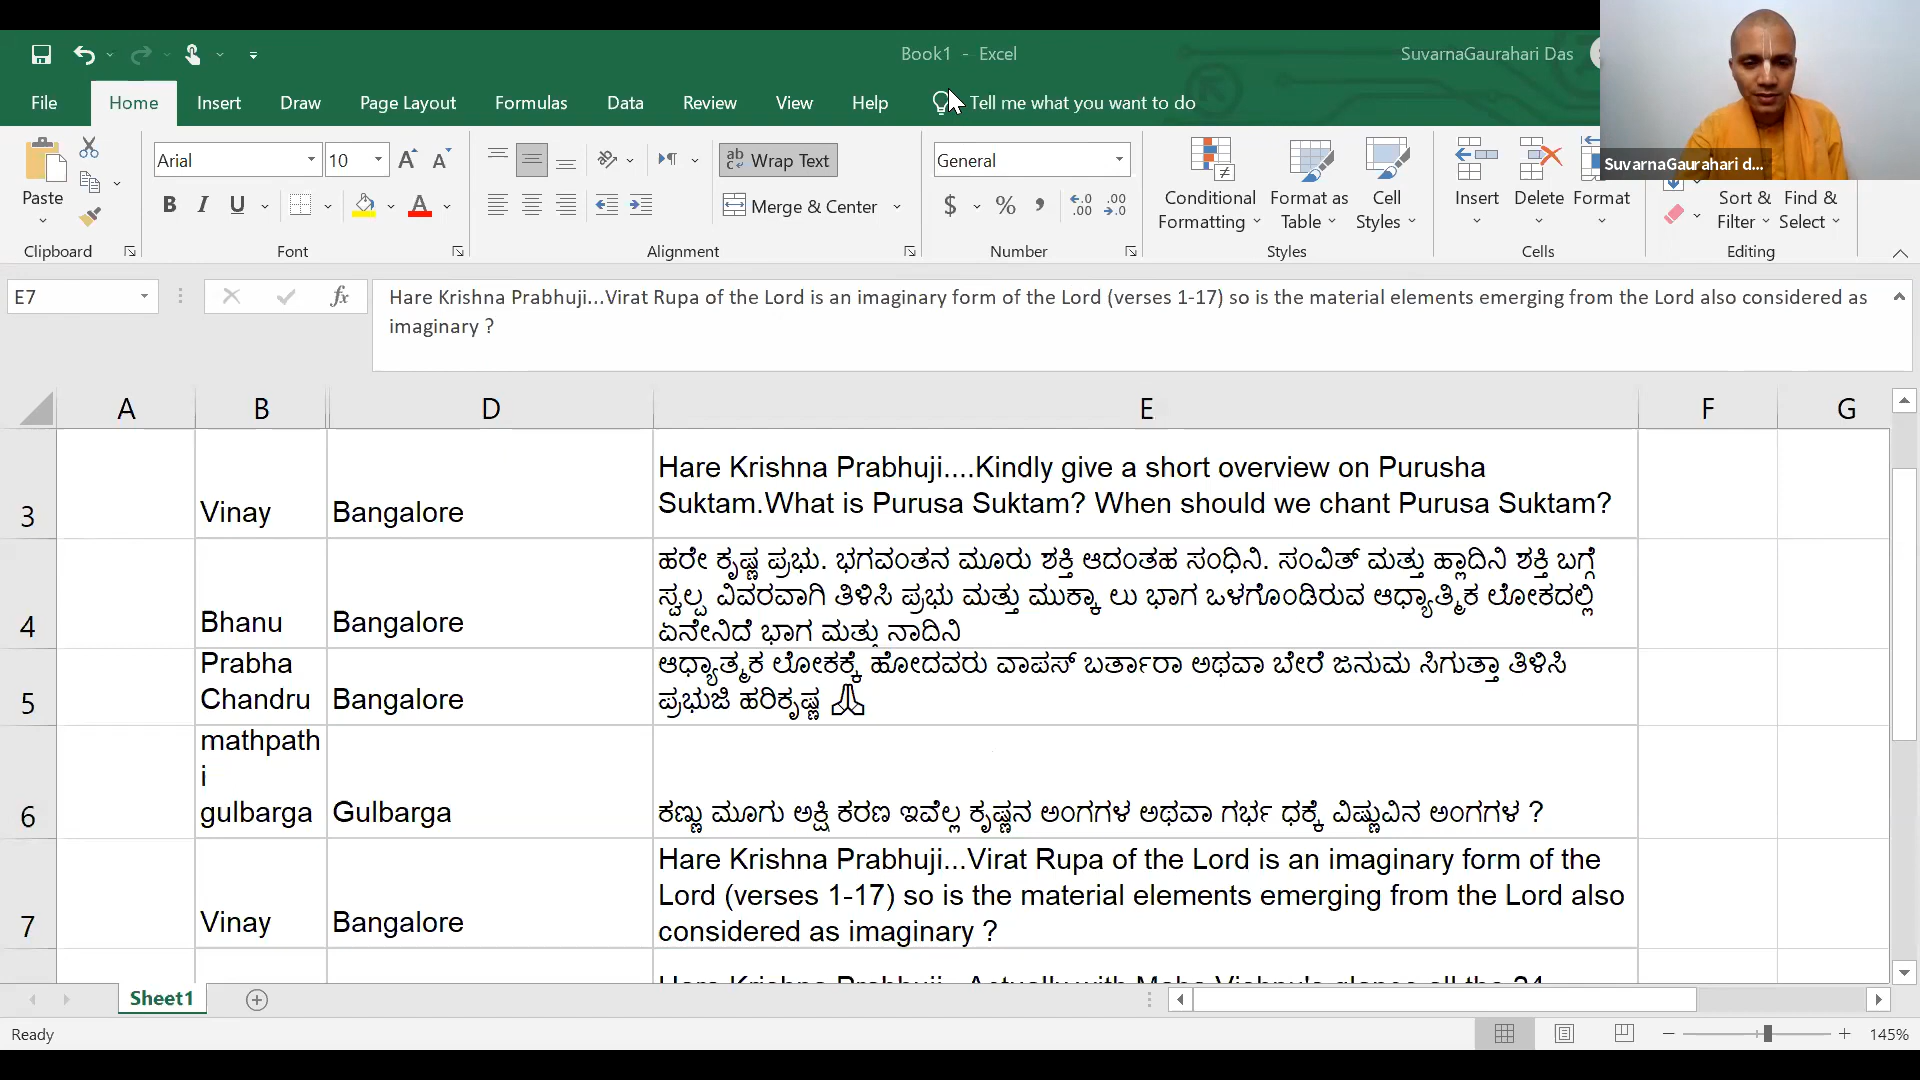 Book1 - Excel
SuvarnaGaurahari Das
File Home Insert Draw Page Layout Formulas Data Review View Help Tell me what you want to do
SuvarnaGaurahari d...
Paste
Arial 10
Wrap Text
General
B I U
Merge & Center
$ % ,
Conditional Formatting
Format as Table
Cell Styles
Insert Delete Format
Sort & Filter
Find & Select
Clipboard Font Alignment Number Styles Cells Editing
E7
fx
Hare Krishna Prabhuji...Virat Rupa of the Lord is an imaginary form of the Lord (verses 1-17) so is the material elements emerging from the Lord also considered as
imaginary ?
A B D E F G
3 Vinay Bangalore
Hare Krishna Prabhuji....Kindly give a short overview on Purusha
Suktam.What is Purusa Suktam? When should we chant Purusa Suktam?
4 Bhanu Bangalore
ಹರೇ ಕೃಷ್ಣ ಪ್ರಭು. ಭಗವಂತನ ಮೂರು ಶಕ್ತಿ ಆದಂತಹ ಸಂಧಿನಿ. ಸಂವಿತ್ ಮತ್ತು ಹ್ಲಾದಿನಿ ಶಕ್ತಿ ಬಗ್ಗೆ
ಸ್ವಲ್ಪ ವಿವರವಾಗಿ ತಿಳಿಸಿ ಪ್ರಭು ಮತ್ತು ಮುಕ್ಕಾ ಲು ಭಾಗ ಒಳಗೊಂಡಿರುವ ಆಧ್ಯಾತ್ಮಿಕ ಲೋಕದಲ್ಲಿ
ಏನೇನಿದೆ ಭಾಗ ಮತ್ತು ನಾದಿನಿ
5 Prabha
Chandru Bangalore
ಆಧ್ಯಾತ್ಮಕ ಲೋಕಕ್ಕೆ ಹೋದವರು ವಾಪಸ್ ಬರ್ತಾರಾ ಅಥವಾ ಬೇರೆ ಜನುಮ ಸಿಗುತ್ತಾ ತಿಳಿಸಿ
ಪ್ರಭುಜಿ ಹರಿಕೃಷ್ಣ 🙏
6 mathpath
i
gulbarga Gulbarga
ಕಣ್ಣು ಮೂಗು ಅಕ್ಷಿ ಕರಣ ಇವೆಲ್ಲ ಕೃಷ್ಣನ ಅಂಗಗಳ ಅಥವಾ ಗರ್ಭ ಧಕ್ಕೆ ವಿಷ್ಣುವಿನ ಅಂಗಗಳ ?
7 Vinay Bangalore
Hare Krishna Prabhuji...Virat Rupa of the Lord is an imaginary form of the
Lord (verses 1-17) so is the material elements emerging from the Lord also
considered as imaginary ?
Sheet1
Ready
145%